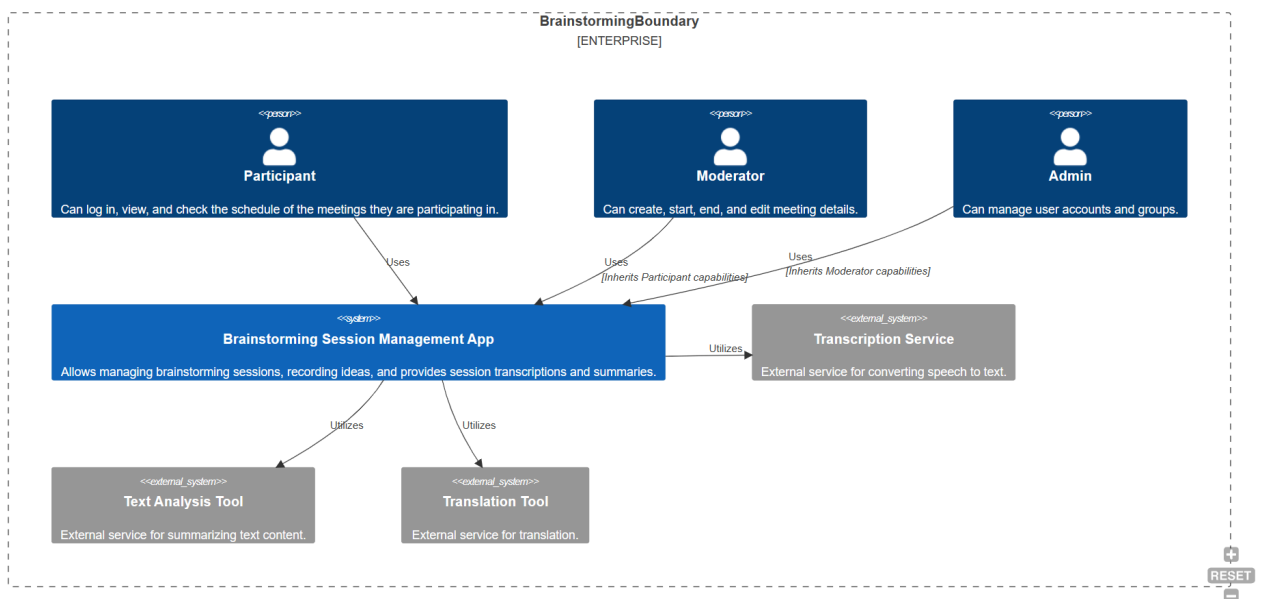 BrainstormingBoundary
[ENTERPRISE]
<<person>>
Participant
Can log in, view, and check the schedule of the meetings they are participating in.
<<person>>
Moderator
Can create, start, end, and edit meeting details.
<<person>>
Admin
Can manage user accounts and groups.
Uses
Uses
[Inherits Participant capabilities]
Uses
[Inherits Moderator capabilities]
<<system>>
Brainstorming Session Management App
Allows managing brainstorming sessions, recording ideas, and provides session transcriptions and summaries.
Utilizes
<<external_system>>
Transcription Service
External service for converting speech to text.
Utilizes
Utilizes
<<external_system>>
Text Analysis Tool
External service for summarizing text content.
<<external_system>>
Translation Tool
External service for translation.
RESET